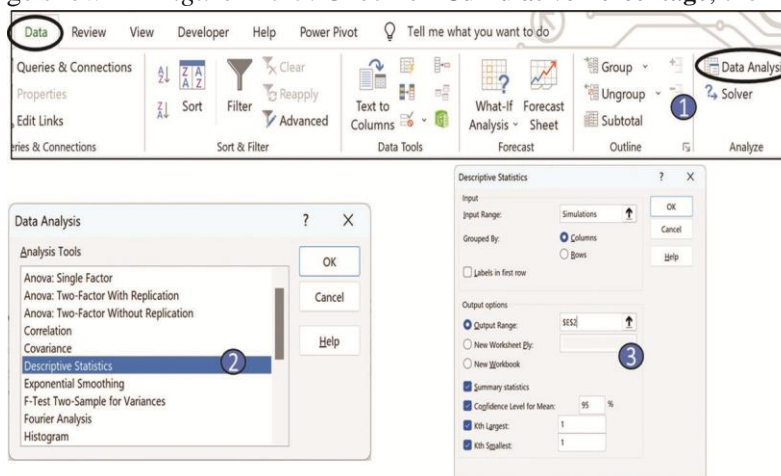 Data Review View Developer Help Power Pivot Tell me what you want to do
Queries & Connections
Properties
Edit Links
Queries & Connections
Sort
Filter
Clear
Reapply
Advanced
Sort & Filter
Text to
Columns
Data Tools
What-If
Analysis
Forecast
Sheet
Forecast
Group
Ungroup
Subtotal
Outline
1
Data Analysis
Solver
Analyze
Data Analysis ? X
Analysis Tools
Anova: Single Factor
Anova: Two-Factor With Replication
Anova: Two-Factor Without Replication
Correlation
Covariance
Descriptive Statistics
Exponential Smoothing
F-Test Two-Sample for Variances
Fourier Analysis
Histogram
2
OK
Cancel
Help
Descriptive Statistics ? X
Input
Input Range: Simulations
Grouped By: Columns
Rows
Labels in first row
OK
Cancel
Help
Output options
Output Range: $E$2
New Worksheet Ply:
3
New Workbook
Summary statistics
Confidence Level for Mean: 95 %
Kth Largest: 1
Kth Smallest: 1